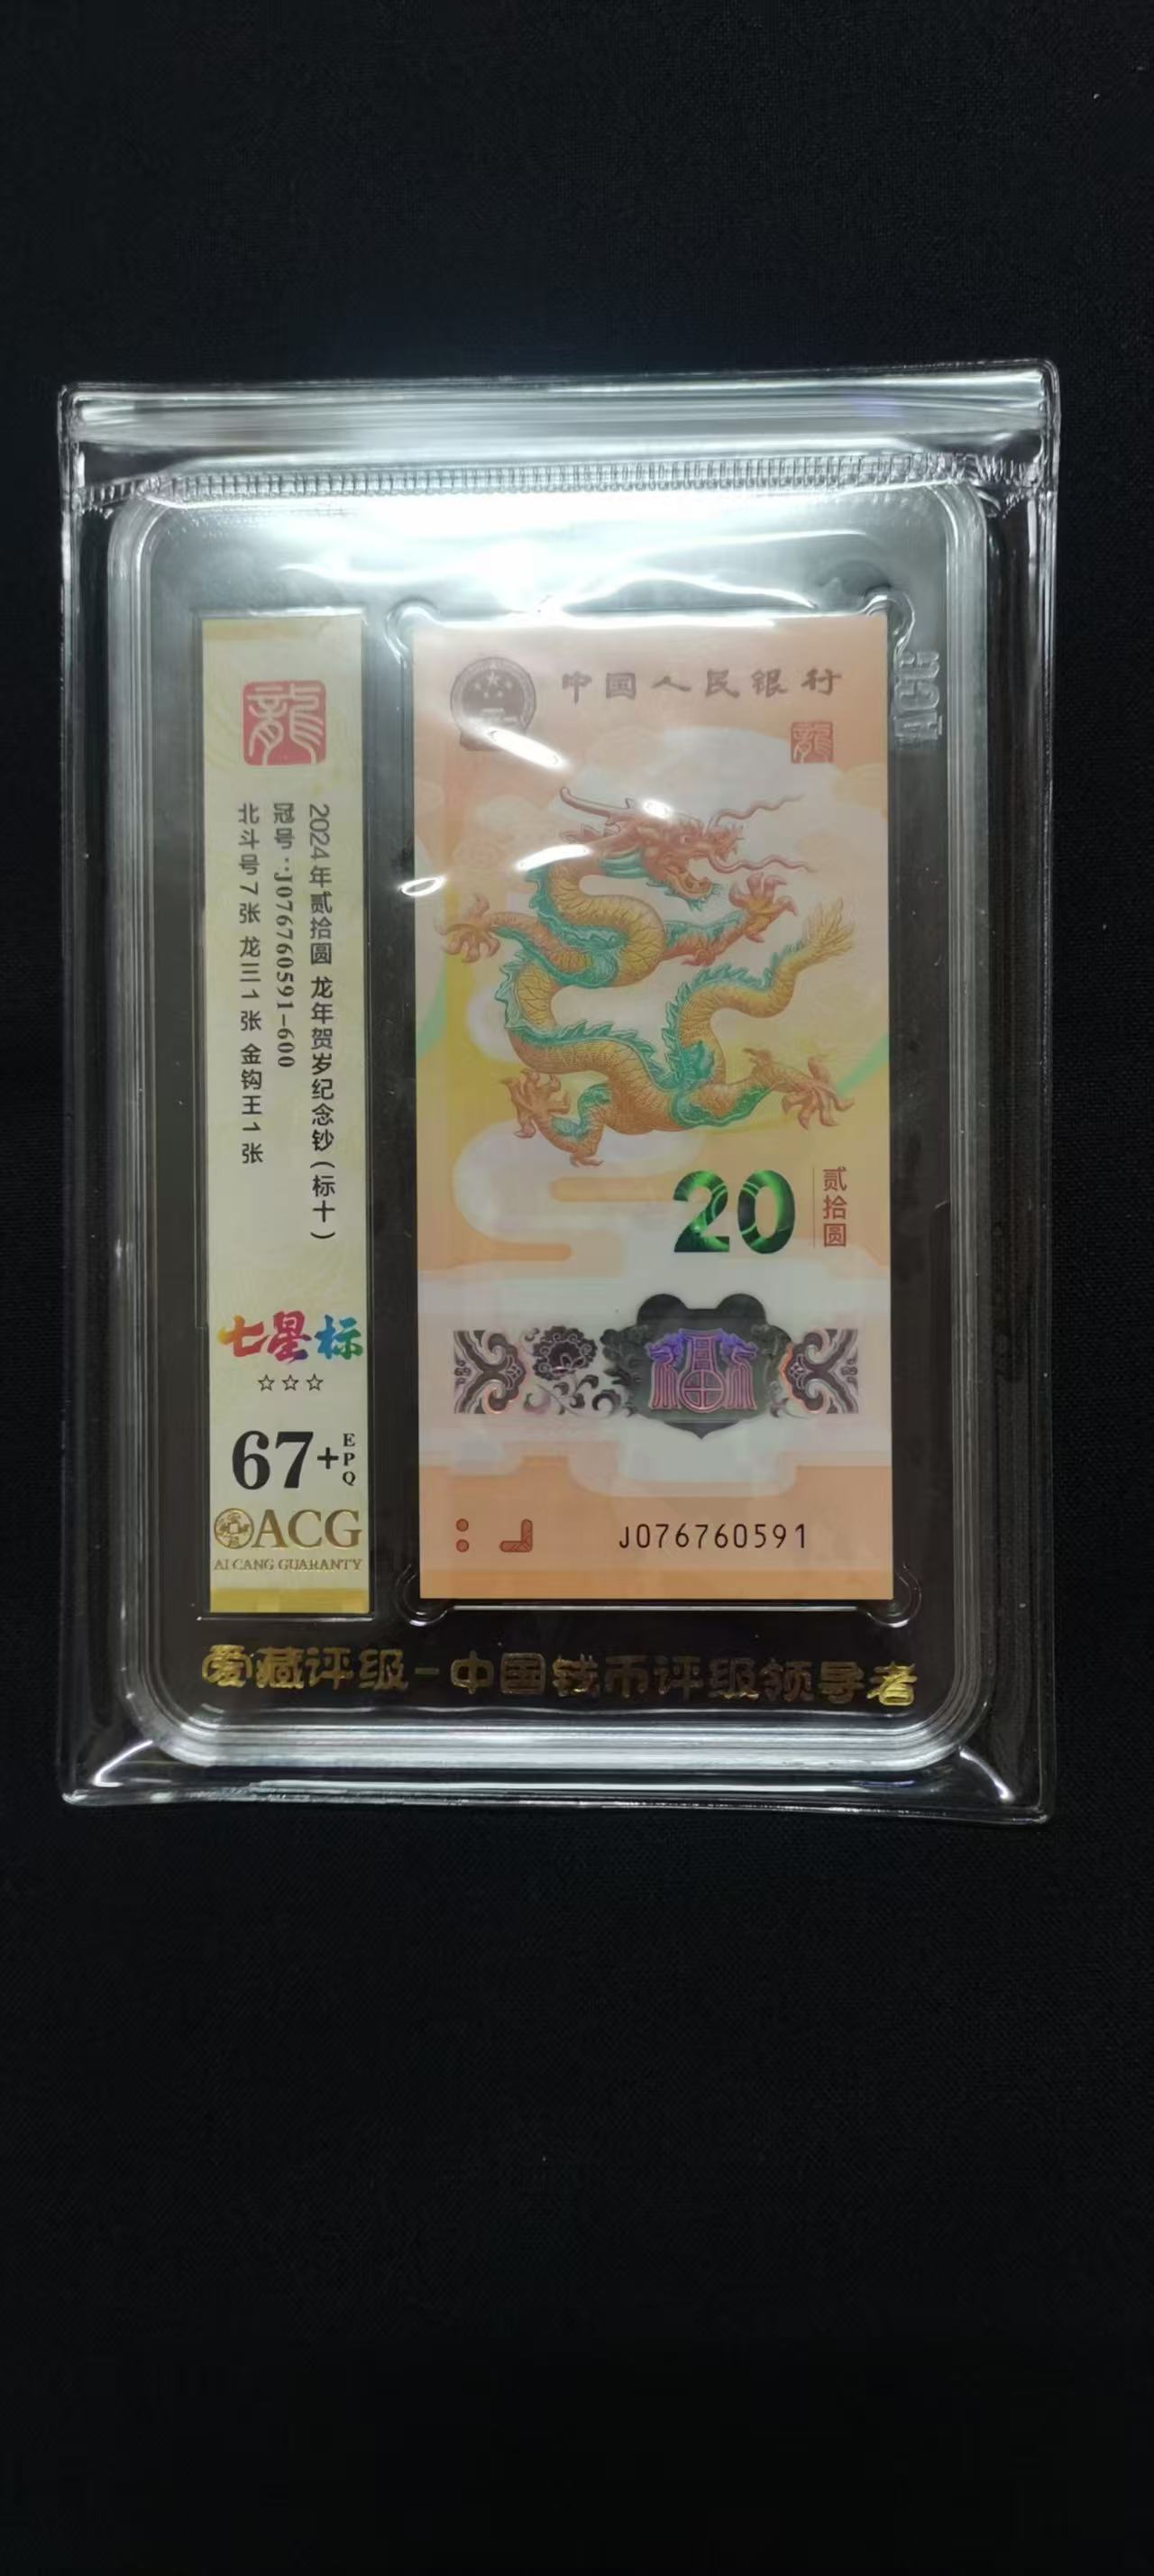 龍
2024年贰拾圆 龙年贺岁纪念钞(标十)
冠号:J076760591-600
北斗号7张 龙三1张 金钩王1张
七星标
☆☆☆
67+EPQ
ACG
AI CANG GUARANTY
中国人民银行
龍
20
贰拾圆
福
J076760591
爱藏评级-中国钱币评级领导者